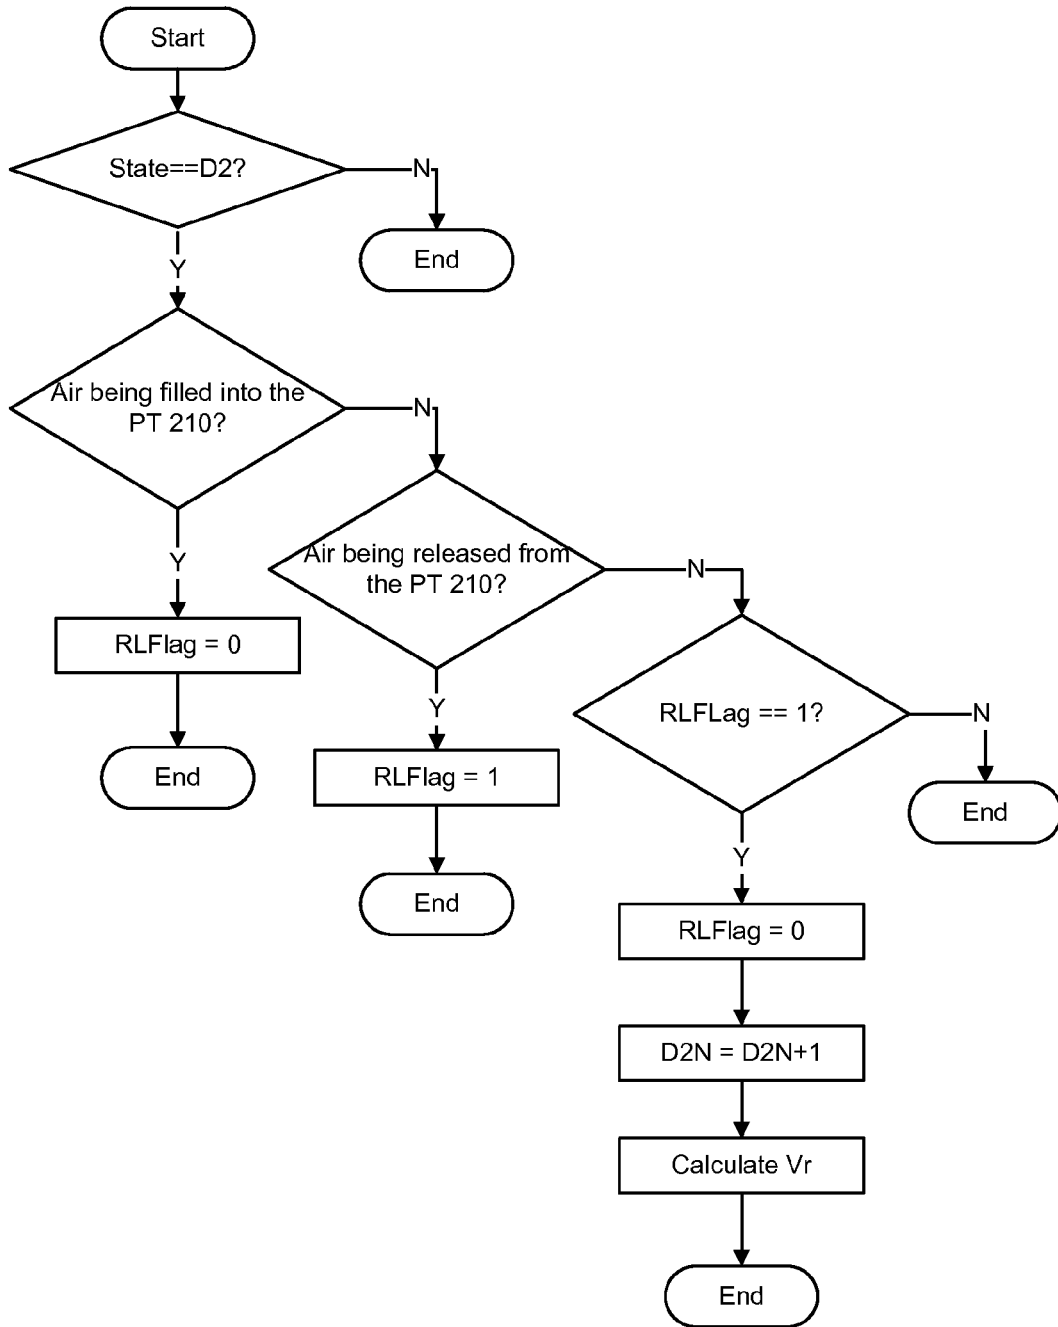 Start
State==D2?
N
End
Y
Air being filled into the
PT 210?
N
Air being released from
the PT 210?
N
Y
RLFlag = 0
RLFLag == 1?
N
Y
End
RLFlag = 1
End
Y
End
RLFlag = 0
D2N = D2N+1
Calculate Vr
End